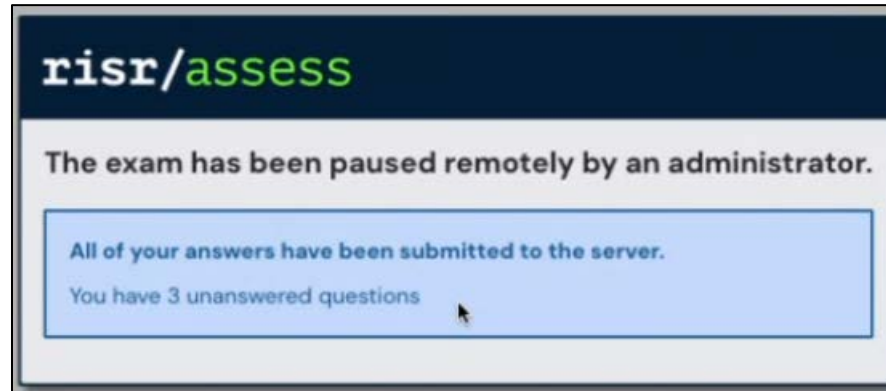 risr/assess
The exam has been paused remotely by an administrator.
All of your answers have been submitted to the server.
You have 3 unanswered questions